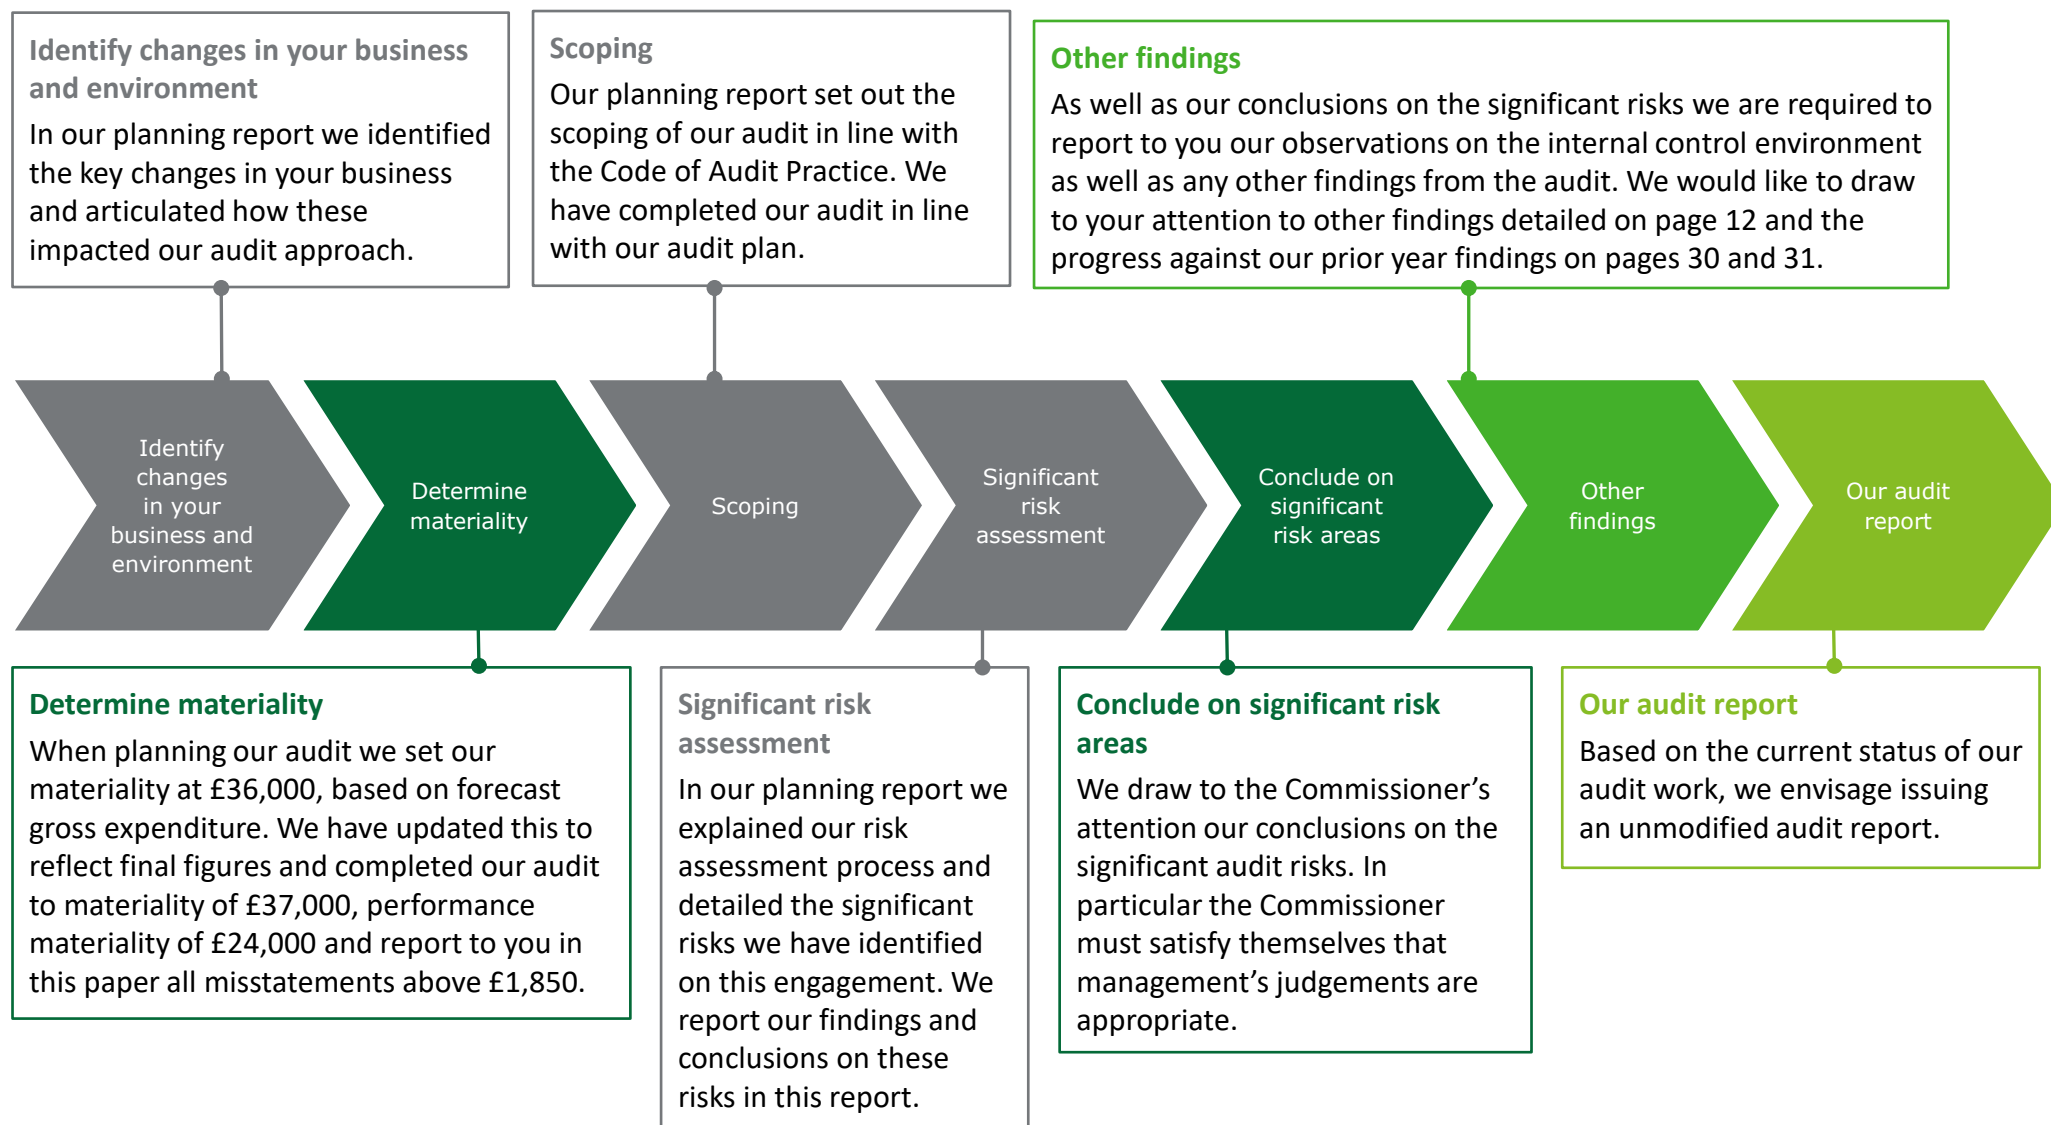 Identify changes in your business
and environment
In our planning report we identified
the key changes in your business
and articulated how these
impacted our audit approach.
Scoping
Our planning report set out the
scoping of our audit in line with
the Code of Audit Practice. We
have completed our audit in line
with our audit plan.
Other findings
As well as our conclusions on the significant risks we are required to
report to you our observations on the internal control environment
as well as any other findings from the audit. We would like to draw
to your attention to other findings detailed on page 12 and the
progress against our prior year findings on pages 30 and 31.
Identify
changes
in your
business and
environment
Determine
materiality
Scoping
Significant
risk
assessment
Conclude on
significant
risk areas
Other
findings
Our audit
report
Determine materiality
When planning our audit we set our
materiality at £36,000, based on forecast
gross expenditure. We have updated this to
reflect final figures and completed our audit
to materiality of £37,000, performance
materiality of £24,000 and report to you in
this paper all misstatements above £1,850.
Significant risk
assessment
In our planning report we
explained our risk
assessment process and
detailed the significant
risks we have identified
on this engagement. We
report our findings and
conclusions on these
risks in this report.
Conclude on significant risk
areas
We draw to the Commissioner’s
attention our conclusions on the
significant audit risks. In
particular the Commissioner
must satisfy themselves that
management’s judgements are
appropriate.
Our audit report
Based on the current status of our
audit work, we envisage issuing
an unmodified audit report.